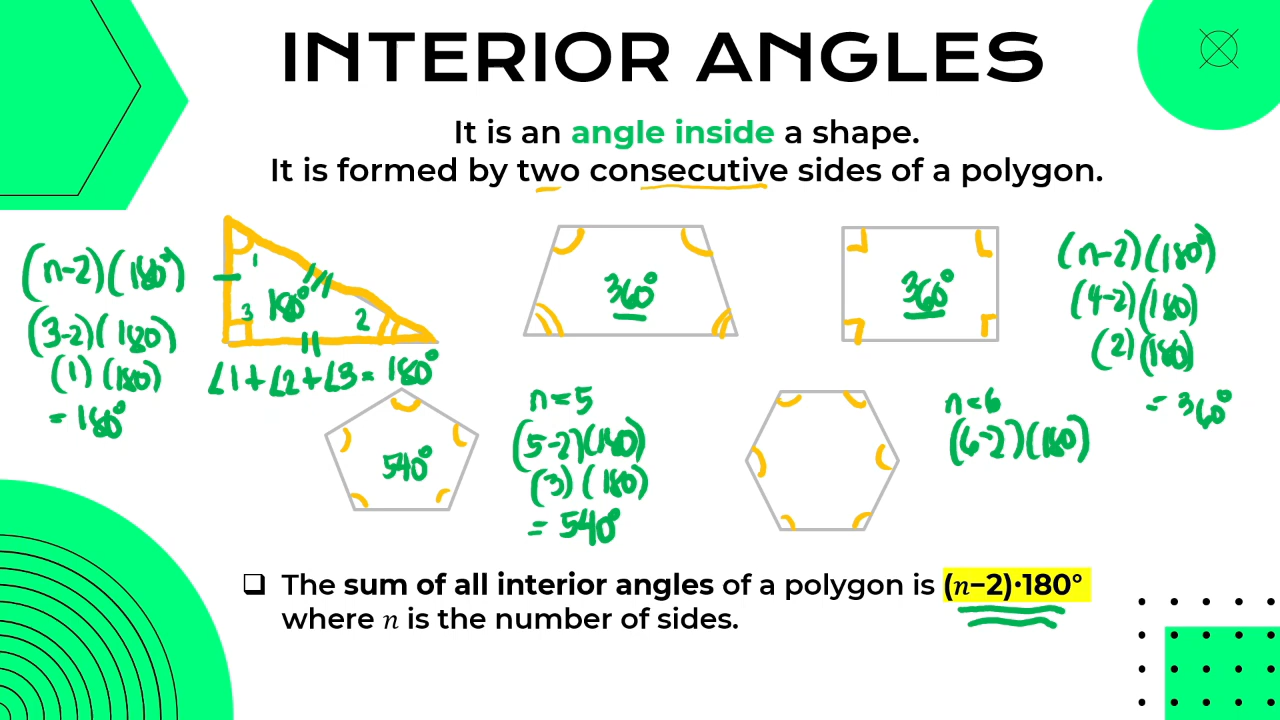 INTERIOR ANGLES
It is an angle inside a shape.
It is formed by two consecutive sides of a polygon.
(n-2)(180°)
(3-2)(180)
(1)(180)
= 180°
1
180°
3
2
∠1+∠2+∠3= 180°
360°
360°
(n-2)(180°)
(4-2)(180)
(2)(180)
= 360°
540°
n=5
(5-2)(180)
(3)(180)
= 540°
n=6
(6-2)(180)
❑ The sum of all interior angles of a polygon is (n−2)·180°
where n is the number of sides.